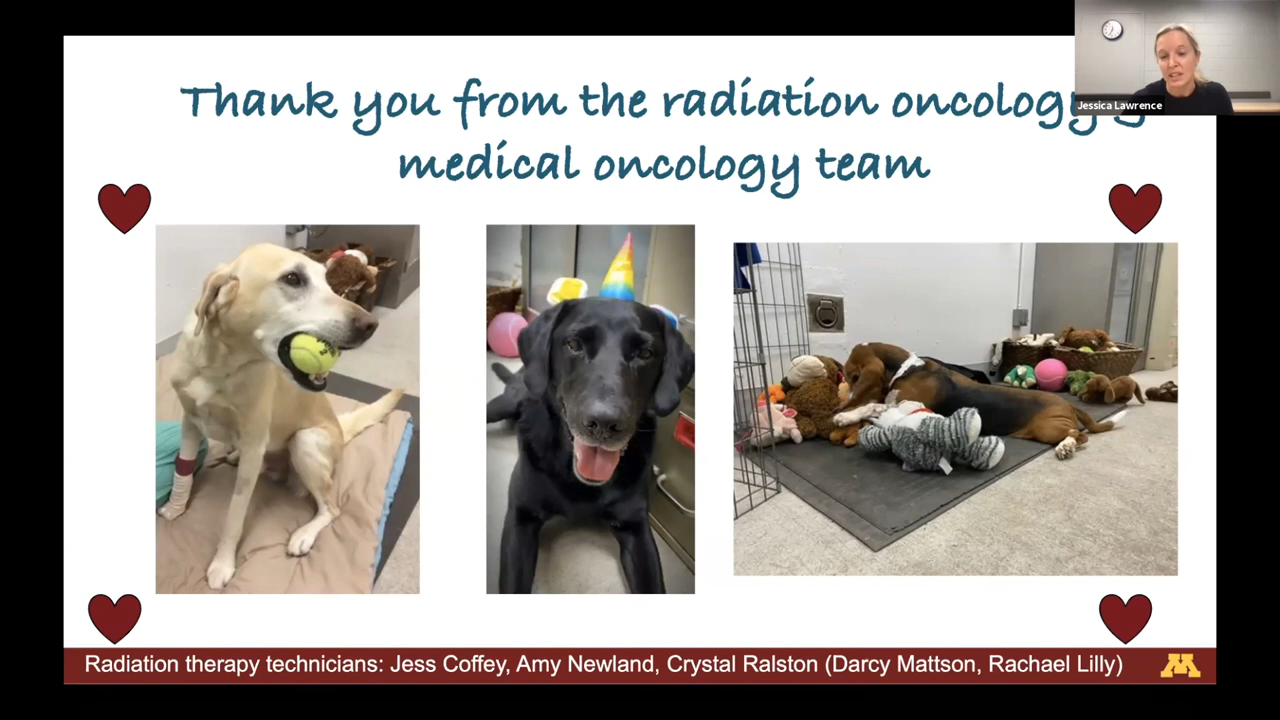 Thank you from the radiation oncology &
medical oncology team
Jessica Lawrence
Radiation therapy technicians: Jess Coffey, Amy Newland, Crystal Ralston (Darcy Mattson, Rachael Lilly)
M